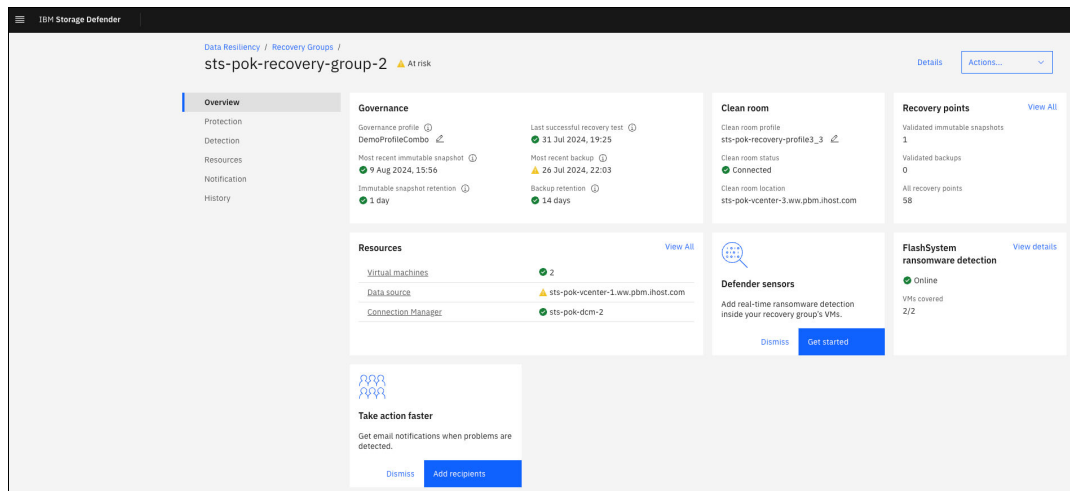 IBM Storage Defender
Data Resiliency / Recovery Groups /
sts-pok-recovery-group-2
At risk
Details
Actions...
Overview
Protection
Detection
Resources
Notification
History
Governance
Governance profile
DemoProfileCombo
Last successful recovery test
31 Jul 2024, 19:25
Most recent immutable snapshot
9 Aug 2024, 15:56
Most recent backup
26 Jul 2024, 22:03
Immutable snapshot retention
1 day
Backup retention
14 days
Clean room
Clean room profile
sts-pok-recovery-profile3_3
Clean room status
Connected
Clean room location
sts-pok-vcenter-3.ww.pbm.ihost.com
Recovery points
View All
Validated immutable snapshots
1
Validated backups
0
All recovery points
58
Resources
View All
Virtual machines
2
Data source
sts-pok-vcenter-1.ww.pbm.ihost.com
Connection Manager
sts-pok-dcm-2
Defender sensors
Add real-time ransomware detection
inside your recovery group's VMs.
Dismiss
Get started
FlashSystem
ransomware detection
View details
Online
VMs covered
2/2
Take action faster
Get email notifications when problems are
detected.
Dismiss
Add recipients